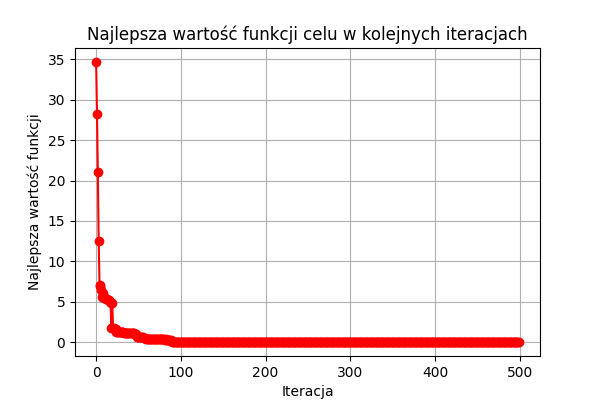 Najlepsza wartość funkcji celu w kolejnych iteracjach
Najlepsza wartość funkcji
35
30
25
20
15
10
5
0
0 100 200 300 400 500
Iteracja